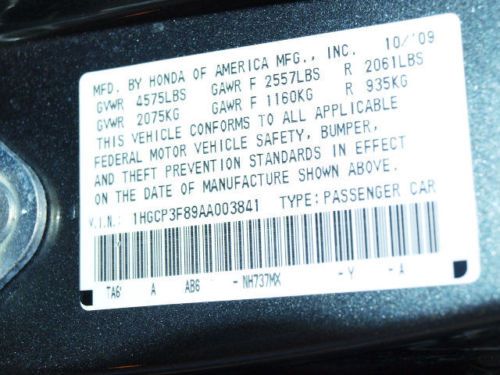 MFD. BY HONDA OF AMERICA MFG., INC. 10/'09
GVWR 4575LBS GAWR F 2557LBS R 2061LBS
GVWR 2075KG GAWR F 1160KG R 935KG
THIS VEHICLE CONFORMS TO ALL APPLICABLE
FEDERAL MOTOR VEHICLE SAFETY, BUMPER,
AND THEFT PREVENTION STANDARDS IN EFFECT
ON THE DATE OF MANUFACTURE SHOWN ABOVE.
V.I.N.: 1HGCP3F89AA003841 TYPE: PASSENGER CAR
TA6 A AB6 -NH737MX -Y -A